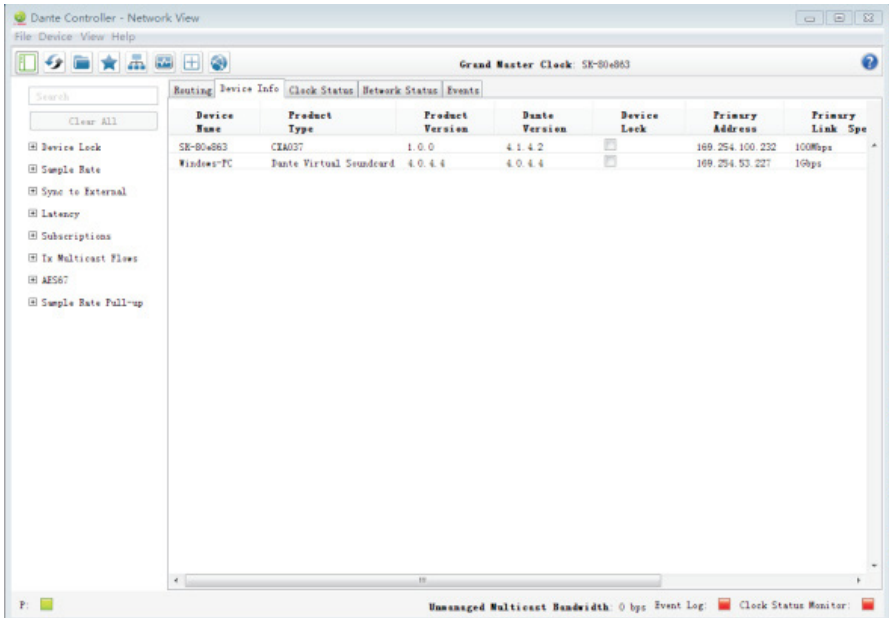 Dante Controller - Network View
File Device View Help
Grand Master Clock: SK-80e863
Search
Clear All
Device Lock
Sample Rate
Sync to External
Latency
Subscriptions
Tx Multicast Flows
AES67
Sample Rate Pull-up
Routing Device Info Clock Status Network Status Events
Device Name Product Type Product Version Dante Version Device Lock Primary Address Primary Link Spe
SK-80e863 CXA037 1.0.0 4.1.4.2 169.254.100.232 100Mbps
Windows-PC Dante Virtual Soundcard 4.0.4.4 4.0.4.4 169.254.53.227 1Gbps
P: Unmanaged Multicast Bandwidth: 0 bps Event Log: Clock Status Monitor: